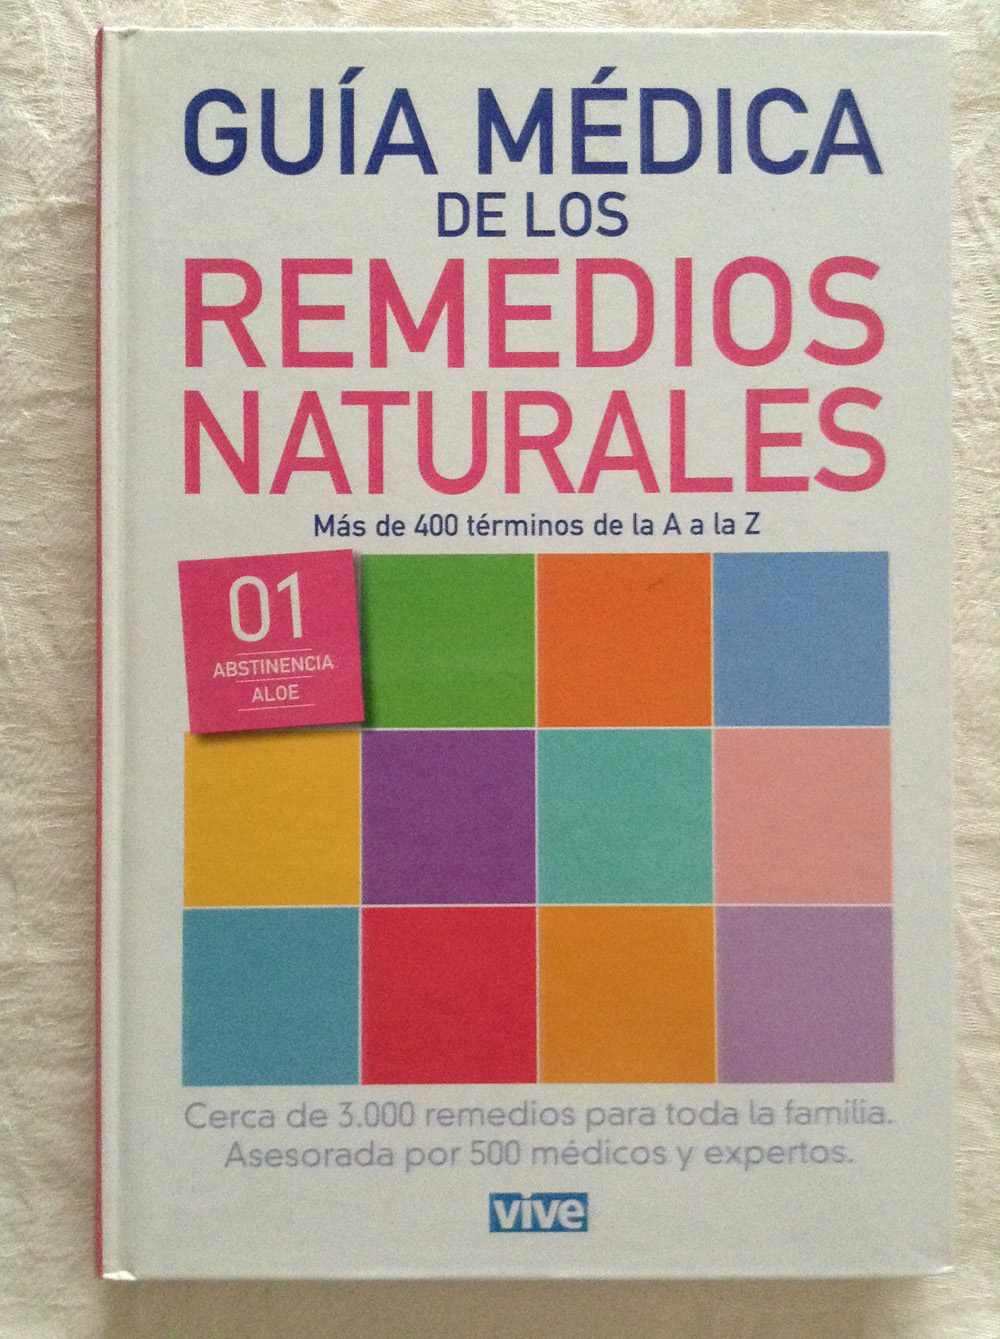 GUÍA MÉDICA
DE LOS
REMEDIOS
NATURALES
Más de 400 términos de la A a la Z
01
ABSTINENCIA
ALOE
Cerca de 3.000 remedios para toda la familia.
Asesorada por 500 médicos y expertos.
vive